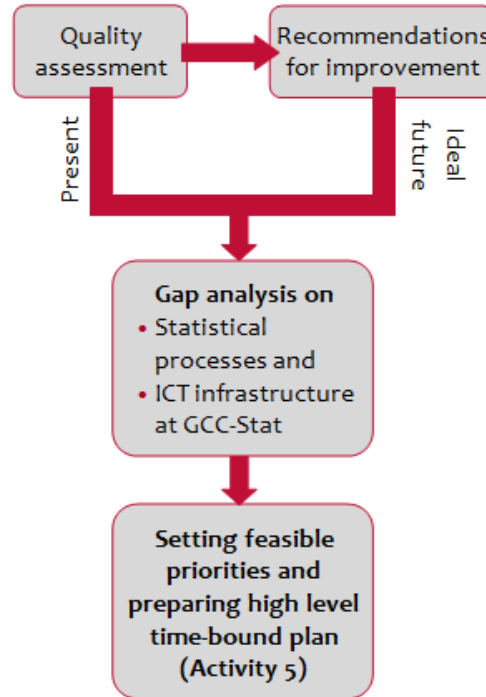 Quality
assessment
Recommendations
for improvement
Present
Ideal
future
Gap analysis on
• Statistical
processes and
• ICT infrastructure
at GCC-Stat
Setting feasible
priorities and
preparing high level
time-bound plan
(Activity 5)